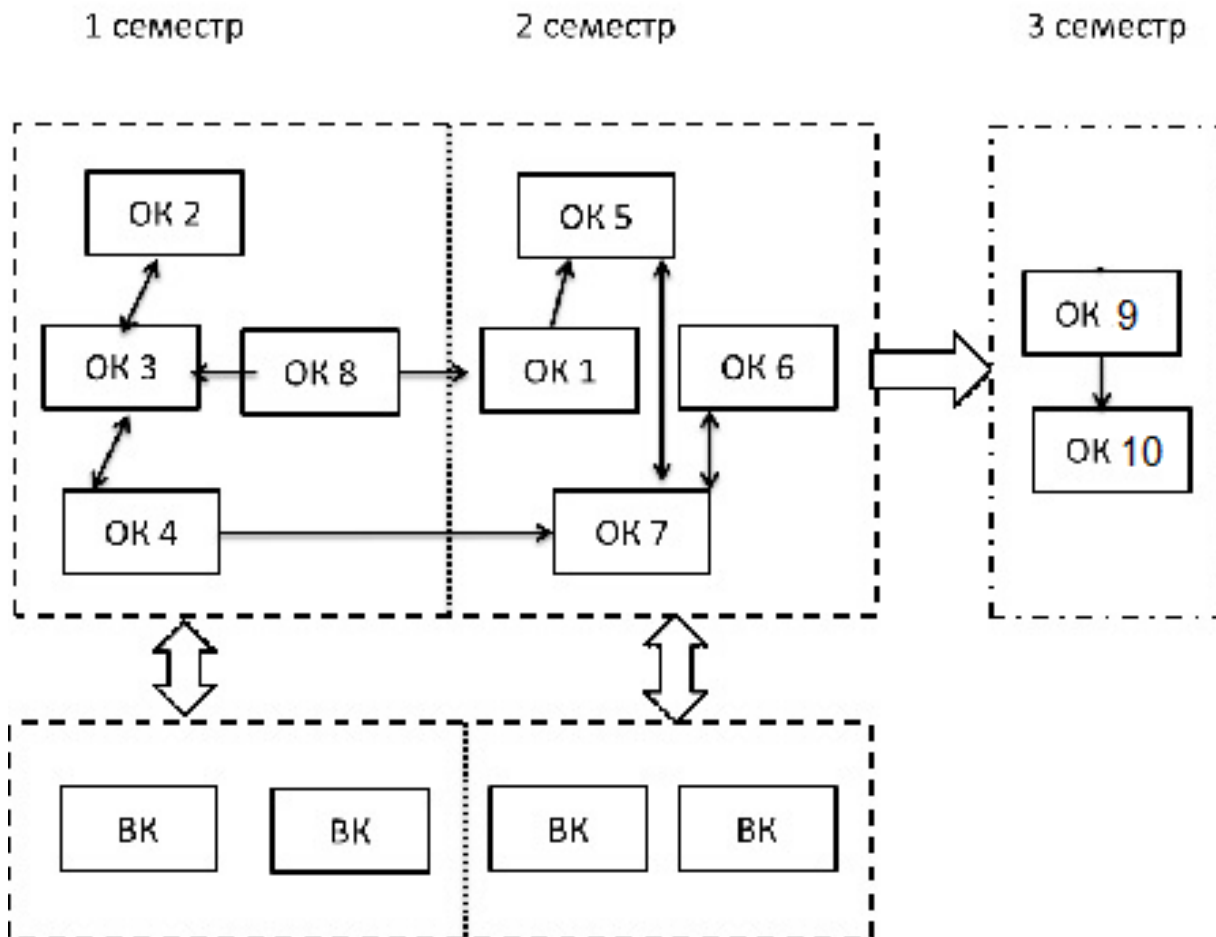 1 семестр
2 семестр
3 семестр
ОК 2
ОК 5
ОК 9
ОК 3
ОК 8
ОК 1
ОК 6
ОК 10
ОК 4
ОК 7
ВК
ВК
ВК
ВК